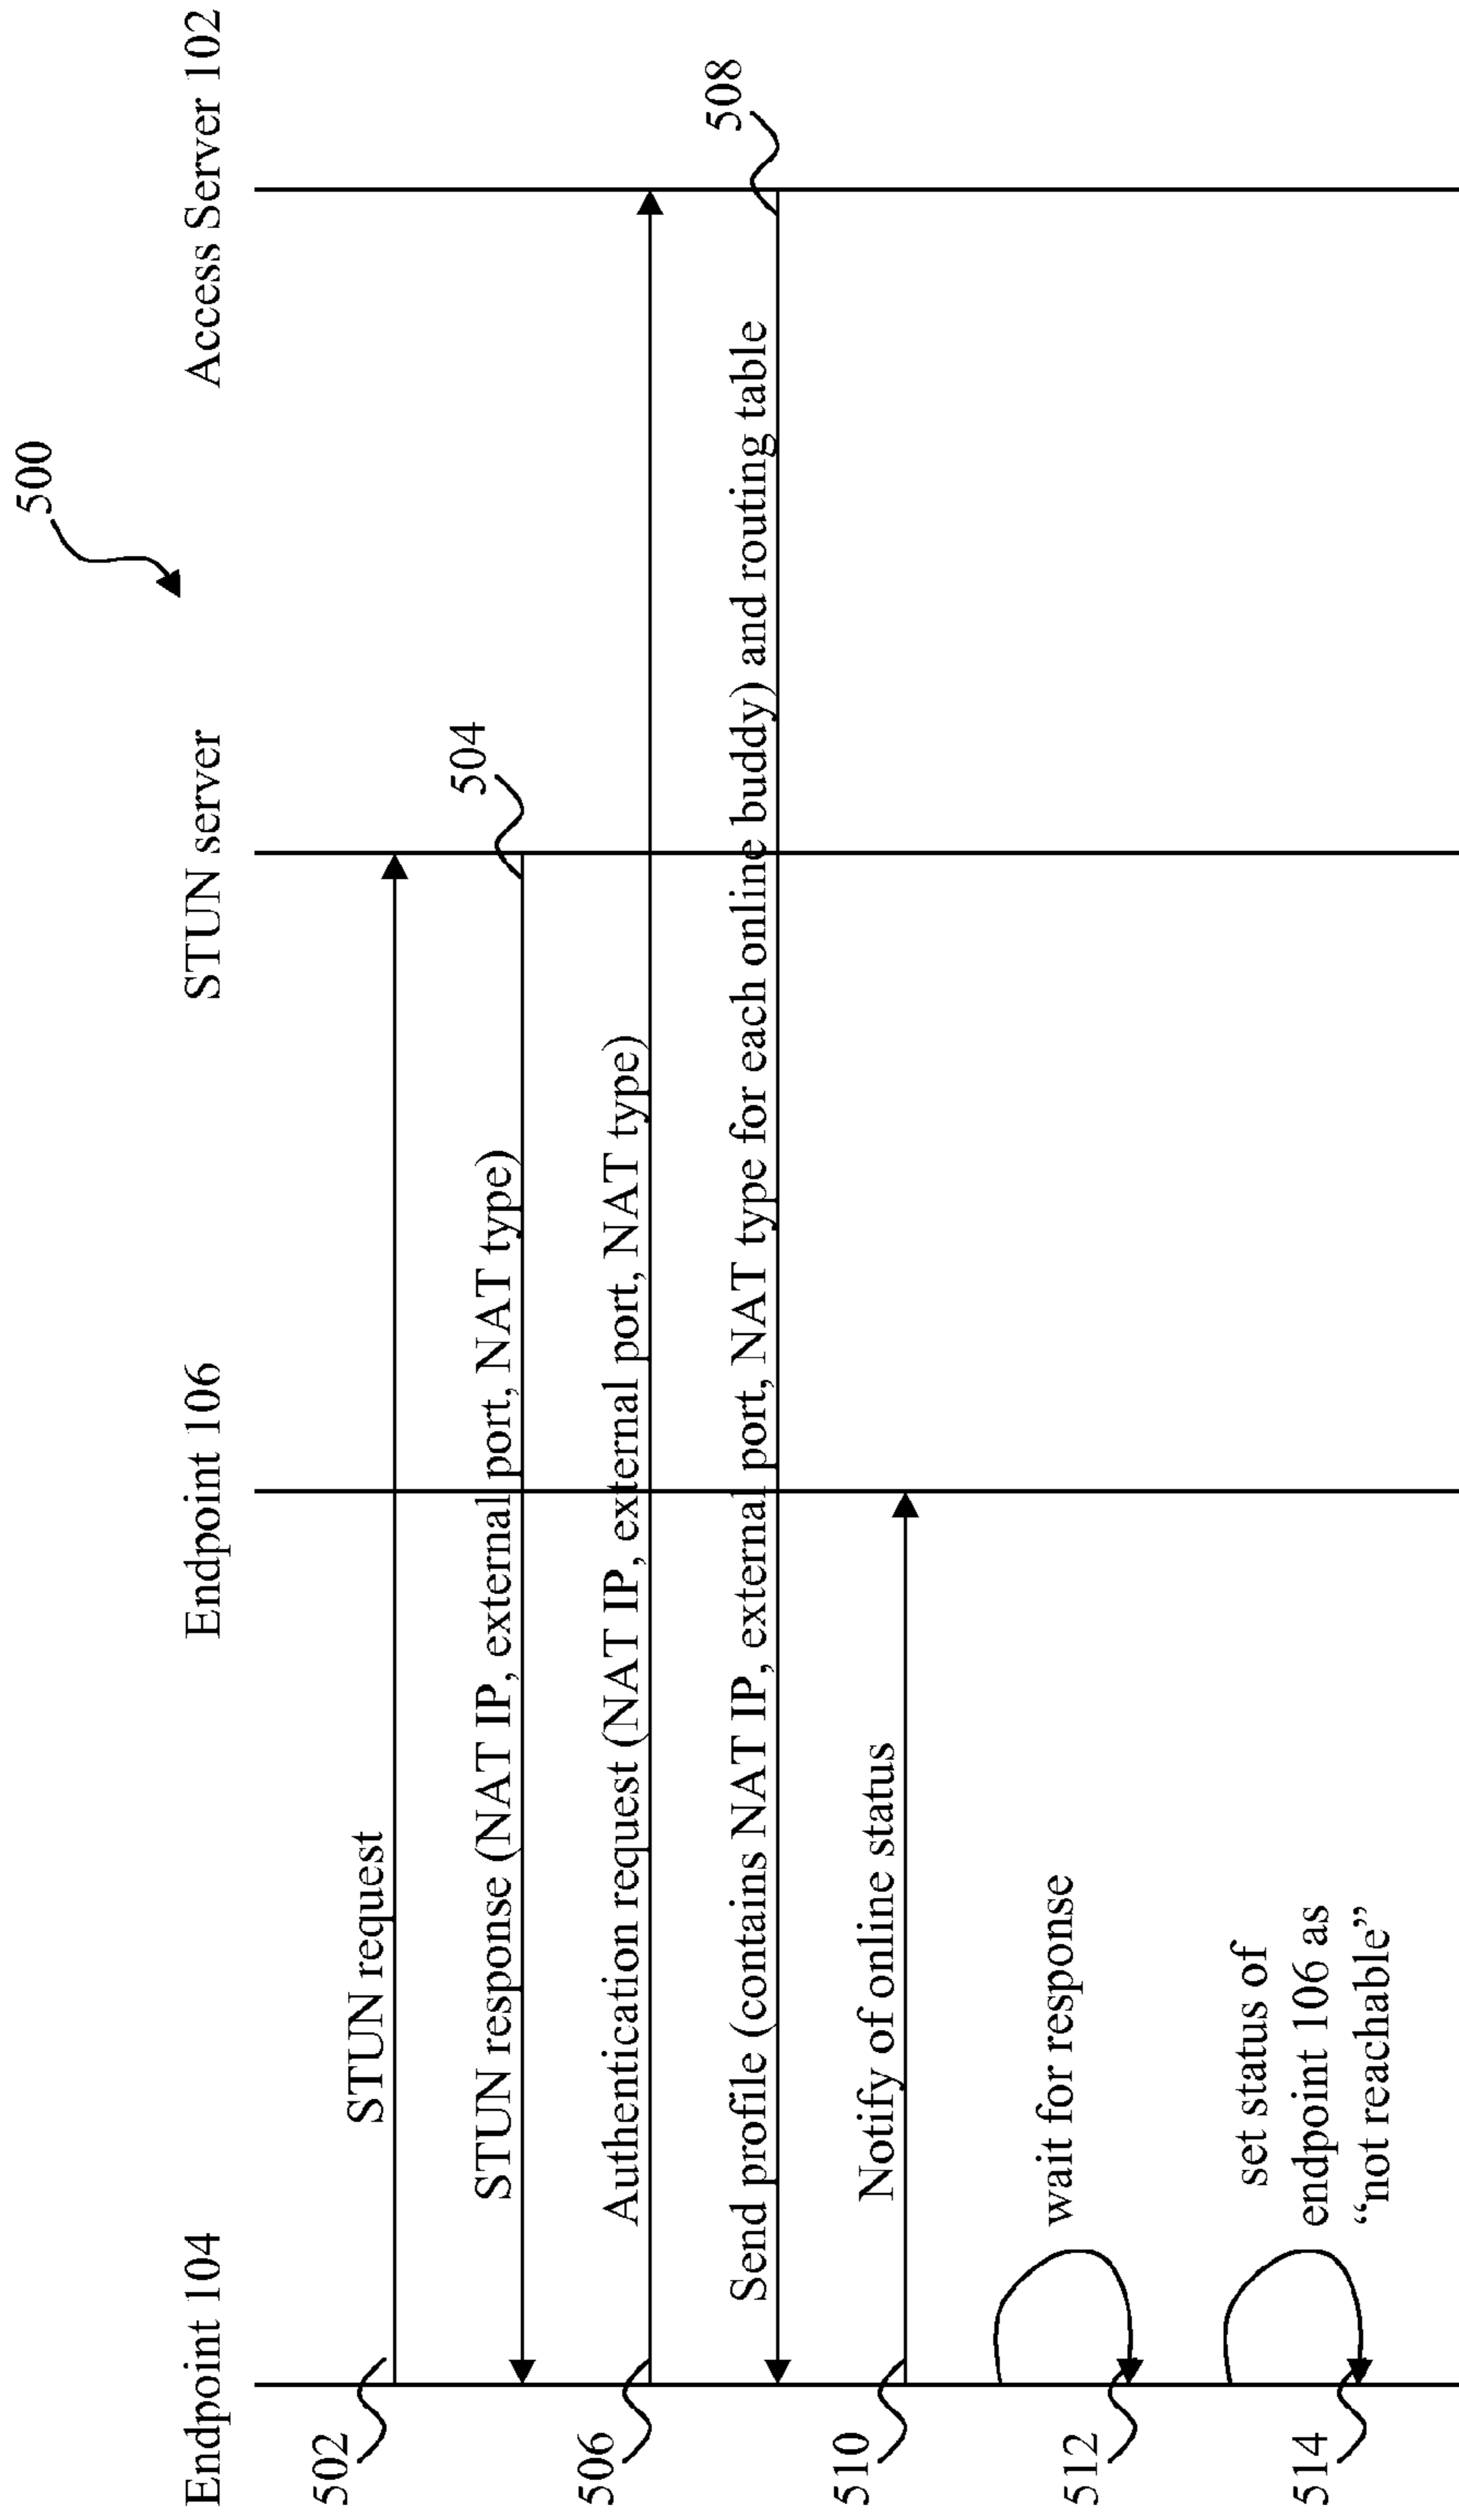 500
Endpoint 104
Endpoint 106
STUN server
Access Server 102
502
STUN request
504
STUN response (NAT IP, external port, NAT type)
506
Authentication request (NAT IP, external port, NAT type)
508
Send profile (contains NAT IP, external port, NAT type for each online buddy) and routing table
510
Notify of online status
512
wait for response
514
set status of
endpoint 106 as
“not reachable”